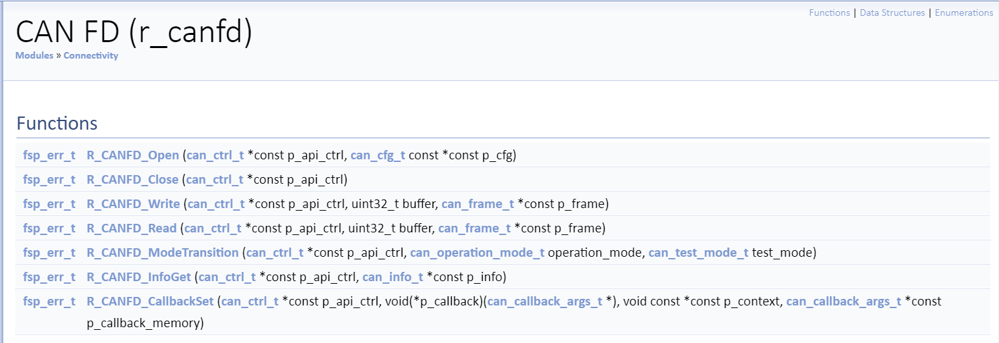 Functions | Data Structures | Enumerations
CAN FD (r_canfd)
Modules » Connectivity
Functions
fsp_err_t R_CANFD_Open (can_ctrl_t *const p_api_ctrl, can_cfg_t const *const p_cfg)
fsp_err_t R_CANFD_Close (can_ctrl_t *const p_api_ctrl)
fsp_err_t R_CANFD_Write (can_ctrl_t *const p_api_ctrl, uint32_t buffer, can_frame_t *const p_frame)
fsp_err_t R_CANFD_Read (can_ctrl_t *const p_api_ctrl, uint32_t buffer, can_frame_t *const p_frame)
fsp_err_t R_CANFD_ModeTransition (can_ctrl_t *const p_api_ctrl, can_operation_mode_t operation_mode, can_test_mode_t test_mode)
fsp_err_t R_CANFD_InfoGet (can_ctrl_t *const p_api_ctrl, can_info_t *const p_info)
fsp_err_t R_CANFD_CallbackSet (can_ctrl_t *const p_api_ctrl, void(*p_callback)(can_callback_args_t *), void const *const p_context, can_callback_args_t *const
p_callback_memory)